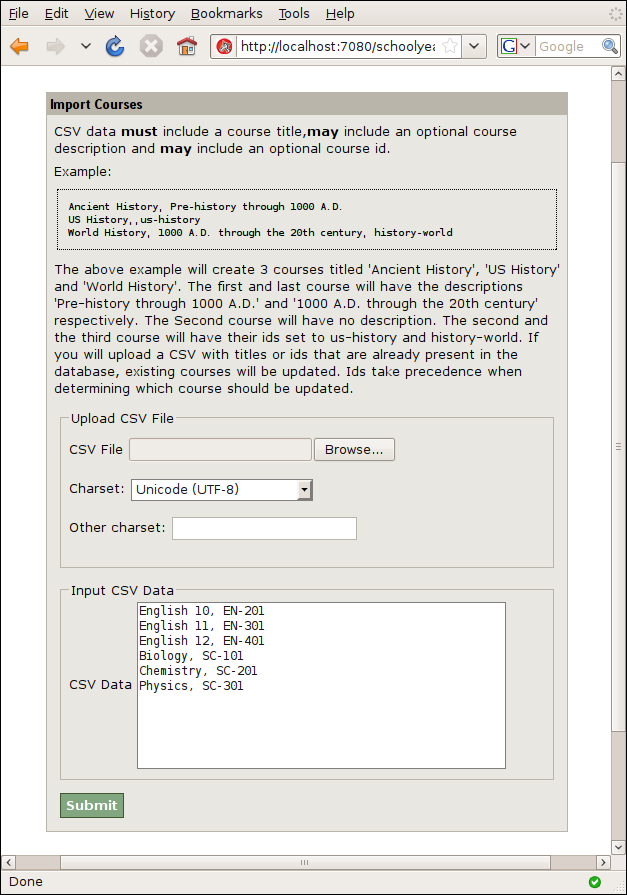 File Edit View History Bookmarks Tools Help
http://localhost:7080/schoolyea
G Google
Import Courses
CSV data must include a course title,may include an optional course
description and may include an optional course id.
Example:
Ancient History, Pre-history through 1000 A.D.
US History,,us-history
World History, 1000 A.D. through the 20th century, history-world
The above example will create 3 courses titled 'Ancient History', 'US History'
and 'World History'. The first and last course will have the descriptions
'Pre-history through 1000 A.D.' and '1000 A.D. through the 20th century'
respectively. The Second course will have no description. The second and
the third course will have their ids set to us-history and history-world. If
you will upload a CSV with titles or ids that are already present in the
database, existing courses will be updated. Ids take precedence when
determining which course should be updated.
Upload CSV File
CSV File Browse...
Charset: Unicode (UTF-8)
Other charset:
Input CSV Data
English 10, EN-201
English 11, EN-301
English 12, EN-401
Biology, SC-101
Chemistry, SC-201
Physics, SC-301
CSV Data
Submit
Done